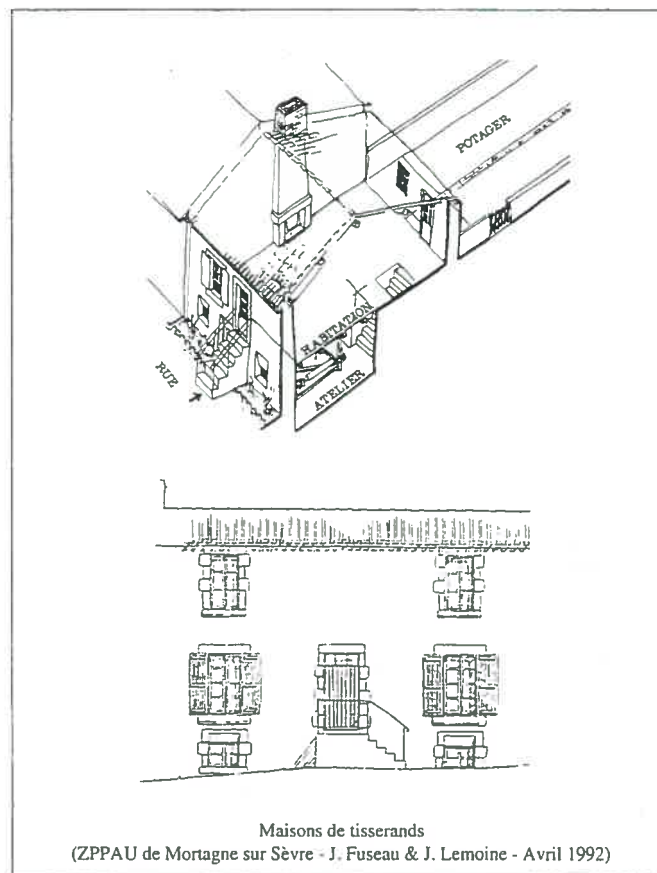 POTAGER
HABITATION
ATELIER
RUE
Maisons de tisserands
(ZPPAU de Mortagne sur Sèvre - J. Fuseau & J. Lemoine - Avril 1992)